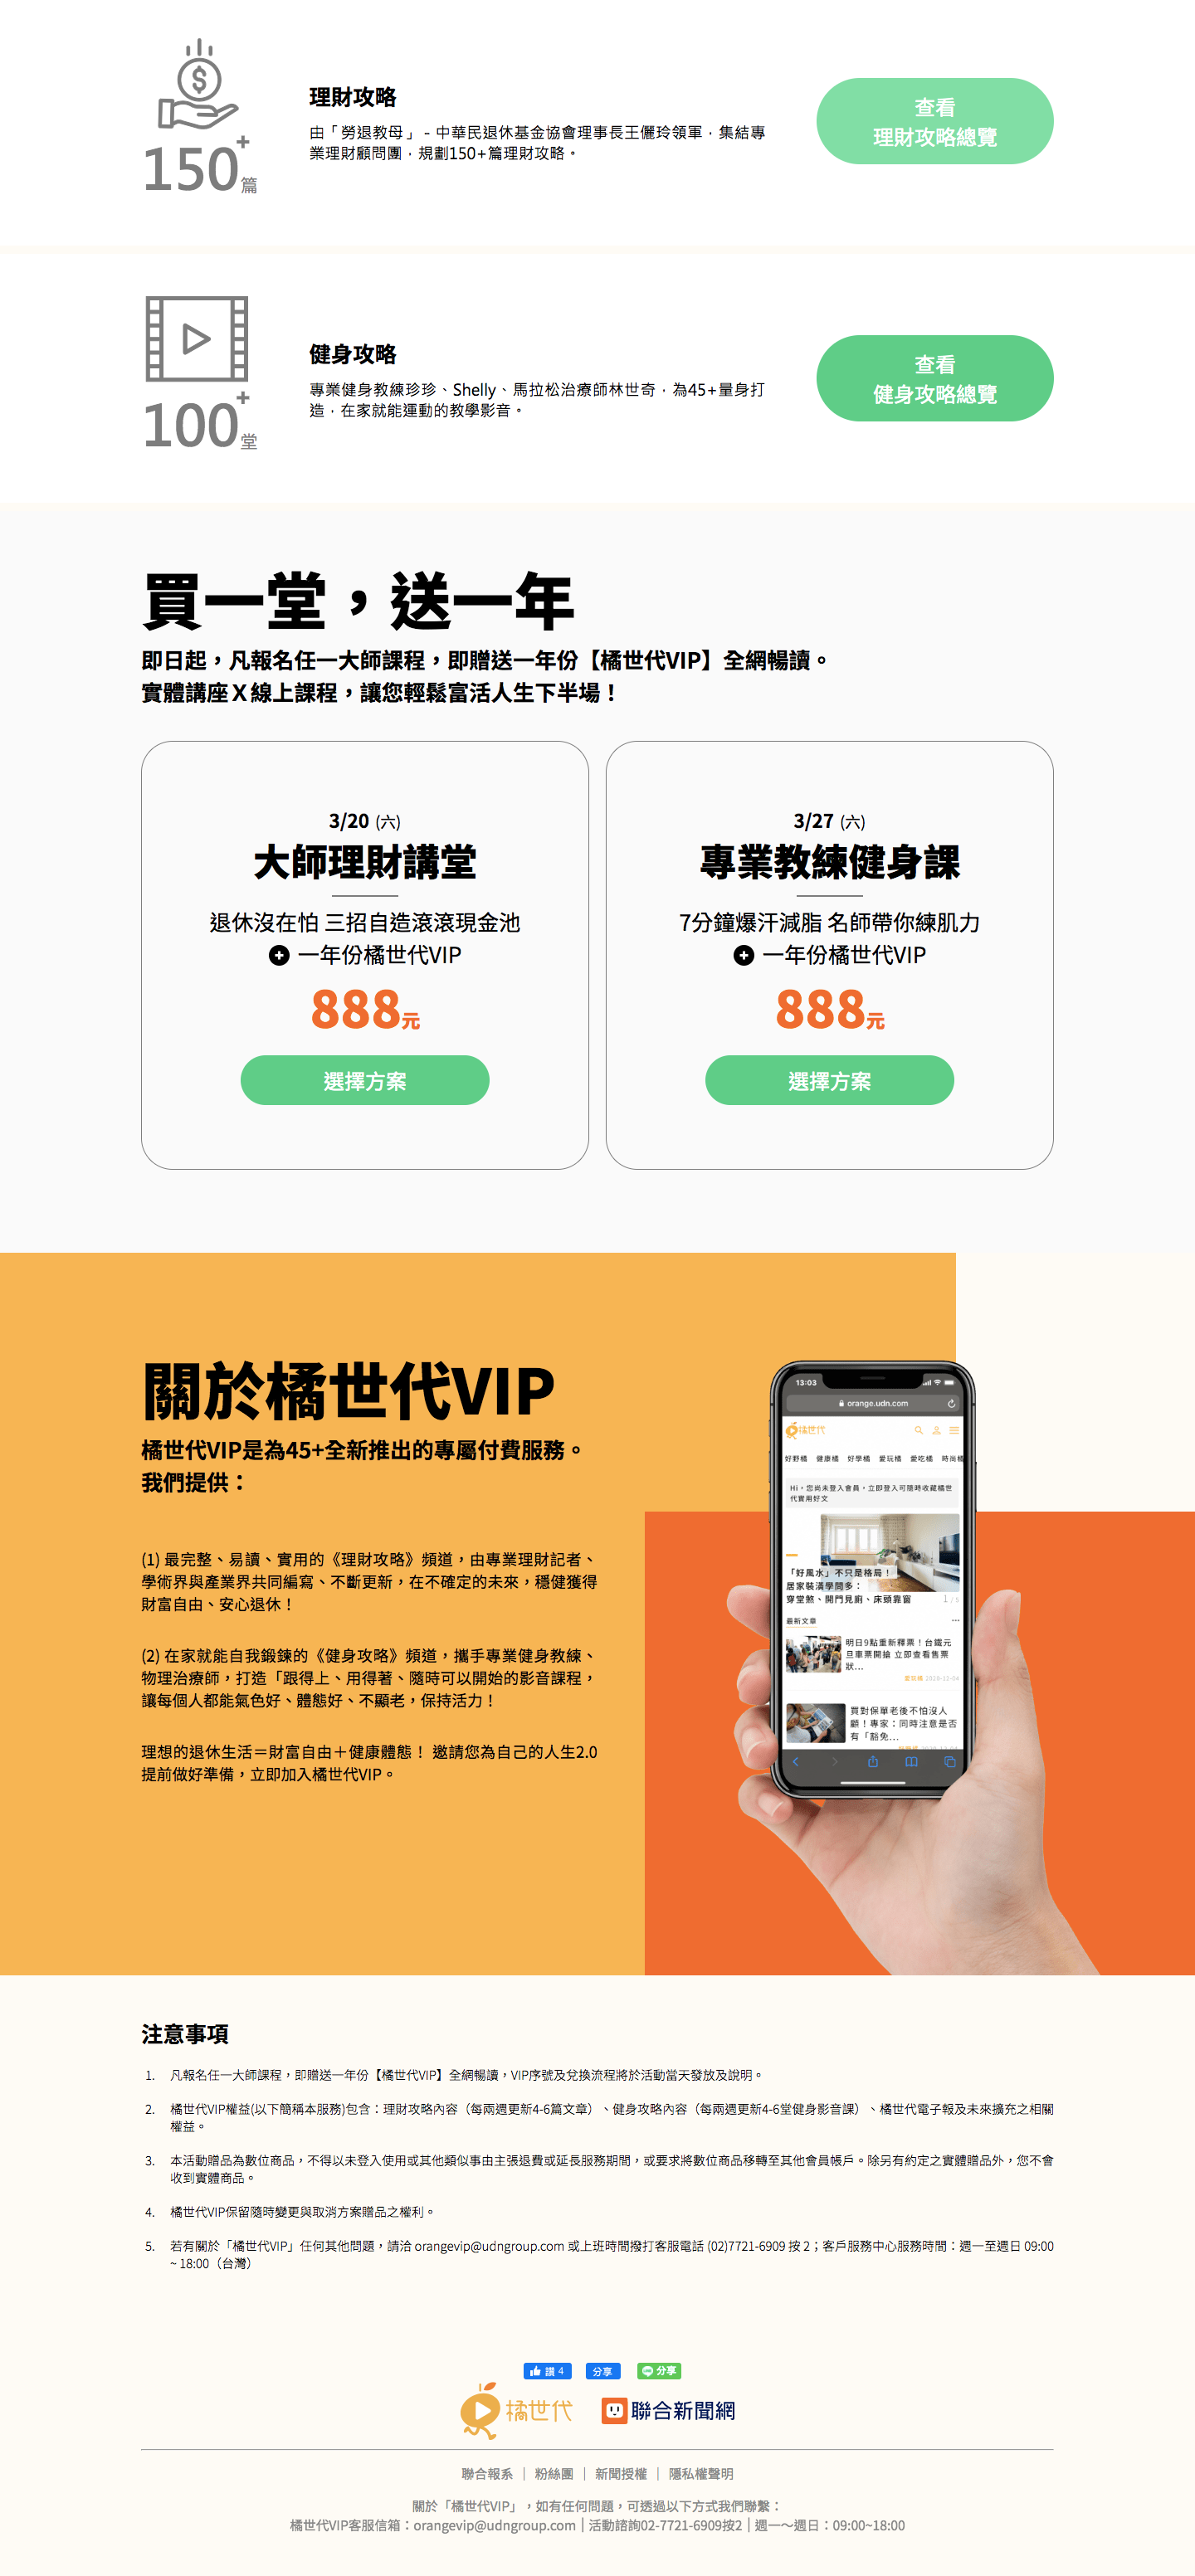 150+篇
理財攻略
由「勞退教母」- 中華民退休基金協會理事長王儷玲領軍，集結專
業理財顧問團，規劃150+篇理財攻略。
查看
理財攻略總覽
100+堂
健身攻略
專業健身教練珍珍、Shelly、馬拉松治療師林世奇，為45+量身打
造，在家就能運動的教學影音。
查看
健身攻略總覽
買一堂，送一年
即日起，凡報名任一大師課程，即贈送一年份【橘世代VIP】全網暢讀。
實體講座Ｘ線上課程，讓您輕鬆富活人生下半場！
3/20 (六)
大師理財講堂
退休沒在怕 三招自造滾滾現金池
一年份橘世代VIP
888元
選擇方案
3/27 (六)
專業教練健身課
7分鐘爆汗減脂 名師帶你練肌力
一年份橘世代VIP
888元
選擇方案
關於橘世代VIP
橘世代VIP是為45+全新推出的專屬付費服務。
我們提供：
(1) 最完整、易讀、實用的《理財攻略》頻道，由專業理財記者、
學術界與產業界共同編寫、不斷更新，在不確定的未來，穩健獲得
財富自由、安心退休！
(2) 在家就能自我鍛鍊的《健身攻略》頻道，攜手專業健身教練、
物理治療師，打造「跟得上、用得著、隨時可以開始的影音課程，
讓每個人都能氣色好、體態好、不顯老，保持活力！
理想的退休生活＝財富自由＋健康體態！ 邀請您為自己的人生2.0
提前做好準備，立即加入橘世代VIP。
13:03
orange.udn.com
橘世代
好野橘 健康橘 好學橘 愛玩橘 愛吃橘 時尚橘
Hi，您尚未登入會員，立即登入可隨時收藏橘世
代實用好文
「好風水」不只是格局！
居家裝潢學問多：
穿堂煞、開門見廚、床頭靠窗
1 / 5
最新文章
明日9點重新釋票！台鐵元
旦車票開搶 立即查看售票
狀...
買對保單老後不怕沒人
顧！專家：同時注意是否
有「豁免...
注意事項
1. 凡報名任一大師課程，即贈送一年份【橘世代VIP】全網暢讀，VIP序號及兌換流程將於活動當天發放及說明。
2. 橘世代VIP權益(以下簡稱本服務)包含：理財攻略內容（每兩週更新4-6篇文章）、健身攻略內容（每兩週更新4-6堂健身影音課）、橘世代電子報及未來擴充之相關
權益。
3. 本活動贈品為數位商品，不得以未登入使用或其他類似事由主張退費或延長服務期間，或要求將數位商品移轉至其他會員帳戶。除另有約定之實體贈品外，您不會
收到實體商品。
4. 橘世代VIP保留隨時變更與取消方案贈品之權利。
5. 若有關於「橘世代VIP」任何其他問題，請洽 orangevip@udngroup.com 或上班時間撥打客服電話 (02)7721-6909 按 2；客戶服務中心服務時間：週一至週日 09:00
~ 18:00（台灣）
讚 4 分享 分享
橘世代 聯合新聞網
聯合報系｜粉絲團｜新聞授權｜隱私權聲明
關於「橘世代VIP」，如有任何問題，可透過以下方式我們聯繫：
橘世代VIP客服信箱：orangevip@udngroup.com┃活動諮詢02-7721-6909按2┃週一～週日：09:00~18:00